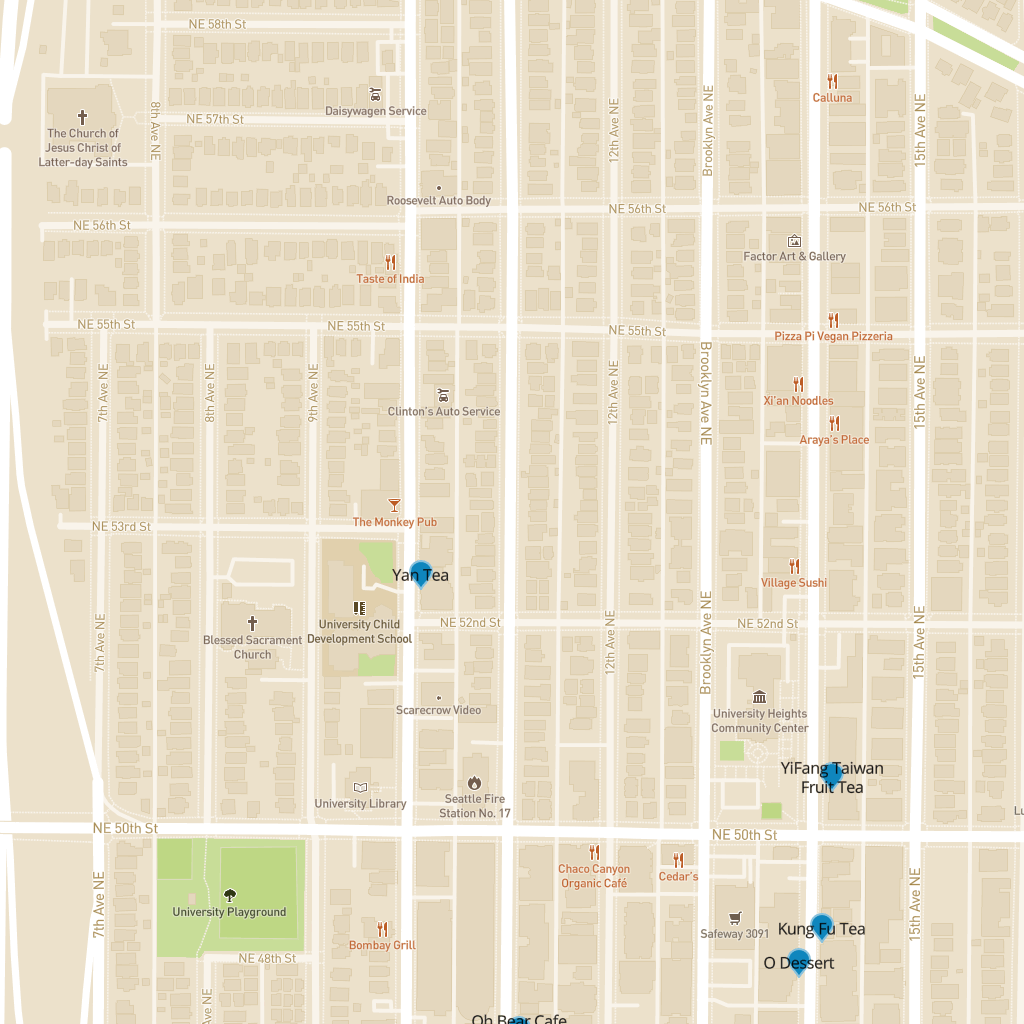 NE 58th St
Calluna
Daisywagen Service
NE 57th St
8th Ave NE
12th Ave NE
Brooklyn Ave NE
15th Ave NE
The Church of
Jesus Christ of
Latter-day Saints
Roosevelt Auto Body
NE 56th St
NE 56th St
NE 56th St
Factor Art & Gallery
Taste of India
NE 55th St
NE 55th St
NE 55th St
Pizza Pi Vegan Pizzeria
7th Ave NE
8th Ave NE
9th Ave NE
12th Ave NE
Brooklyn Ave NE
15th Ave NE
Xi'an Noodles
Clinton's Auto Service
Araya's Place
The Monkey Pub
NE 53rd St
Yan Tea
Village Sushi
University Child
Development School
NE 52nd St
NE 52nd St
Blessed Sacrament
Church
7th Ave NE
12th Ave NE
Brooklyn Ave NE
15th Ave NE
Scarecrow Video
University Heights
Community Center
YiFang Taiwan
Fruit Tea
University Library
Seattle Fire
Station No. 17
Lu
NE 50th St
NE 50th St
Chaco Canyon
Organic Café
Cedar's
University Playground
7th Ave NE
15th Ave NE
Bombay Grill
Safeway 3091
Kung Fu Tea
NE 48th St
O Dessert
Ave NE
Oh Bear Cafe